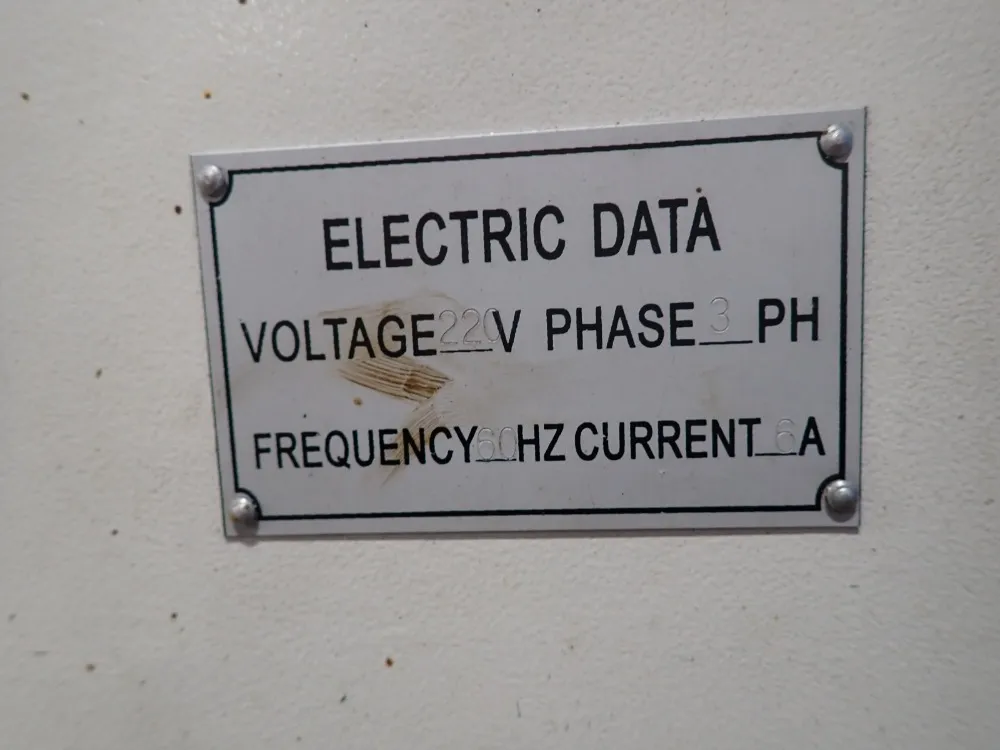 ELECTRIC DATA
VOLTAGE 220 V PHASE 3 PH
FREQUENCY 60 HZ CURRENT 6 A